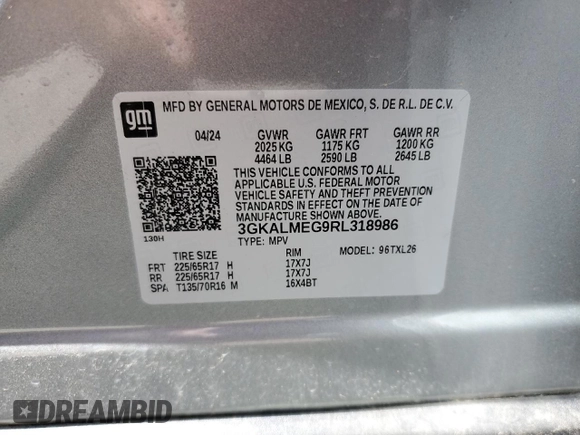 gm
MFD BY GENERAL MOTORS DE MEXICO, S. DE R.L. DE C.V.
04/24 GVWR GAWR FRT GAWR RR
2025 KG 1175 KG 1200 KG
4464 LB 2590 LB 2645 LB
THIS VEHICLE CONFORMS TO ALL
APPLICABLE U.S. FEDERAL MOTOR
VEHICLE SAFETY AND THEFT PREVENTION
STANDARDS IN EFFECT ON THE DATE OF
MANUFACTURE SHOWN ABOVE.
3GKALMEG9RL318986
130H TYPE: MPV 96TXL26
TIRE SIZE RIM
FRT 225/65R17 H 17X7J
RR 225/65R17 H 17X7J
SPA T135/70R16 M 16X4BT
DREAMBID